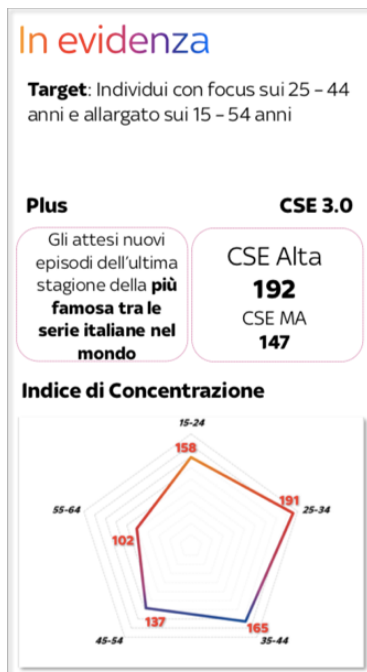 In evidenza
Target: Individui con focus sui 25 – 44
anni e allargato sui 15 – 54 anni
Plus
CSE 3.0
Gli attesi nuovi
episodi dell'ultima
stagione della più
famosa tra le
serie italiane nel
mondo
CSE Alta
192
CSE MA
147
Indice di Concentrazione
15-24
158
191
25-34
55-64
102
137
165
45-54
35-44